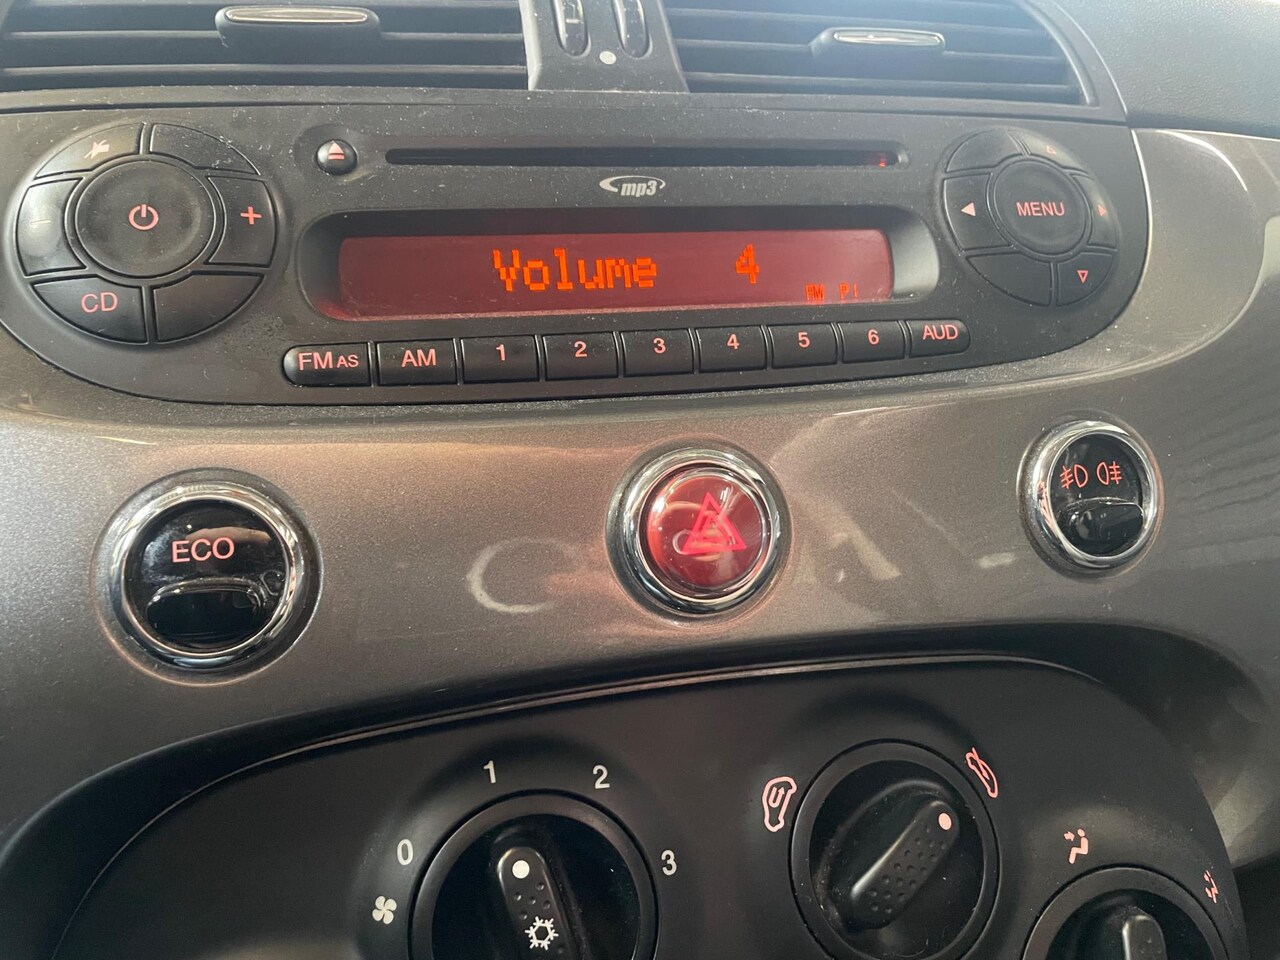 mp3
MENU
+
-
Volume 4
CD
FM AS AM 1 2 3 4 5 6 AUD
ECO
1 2
0 3